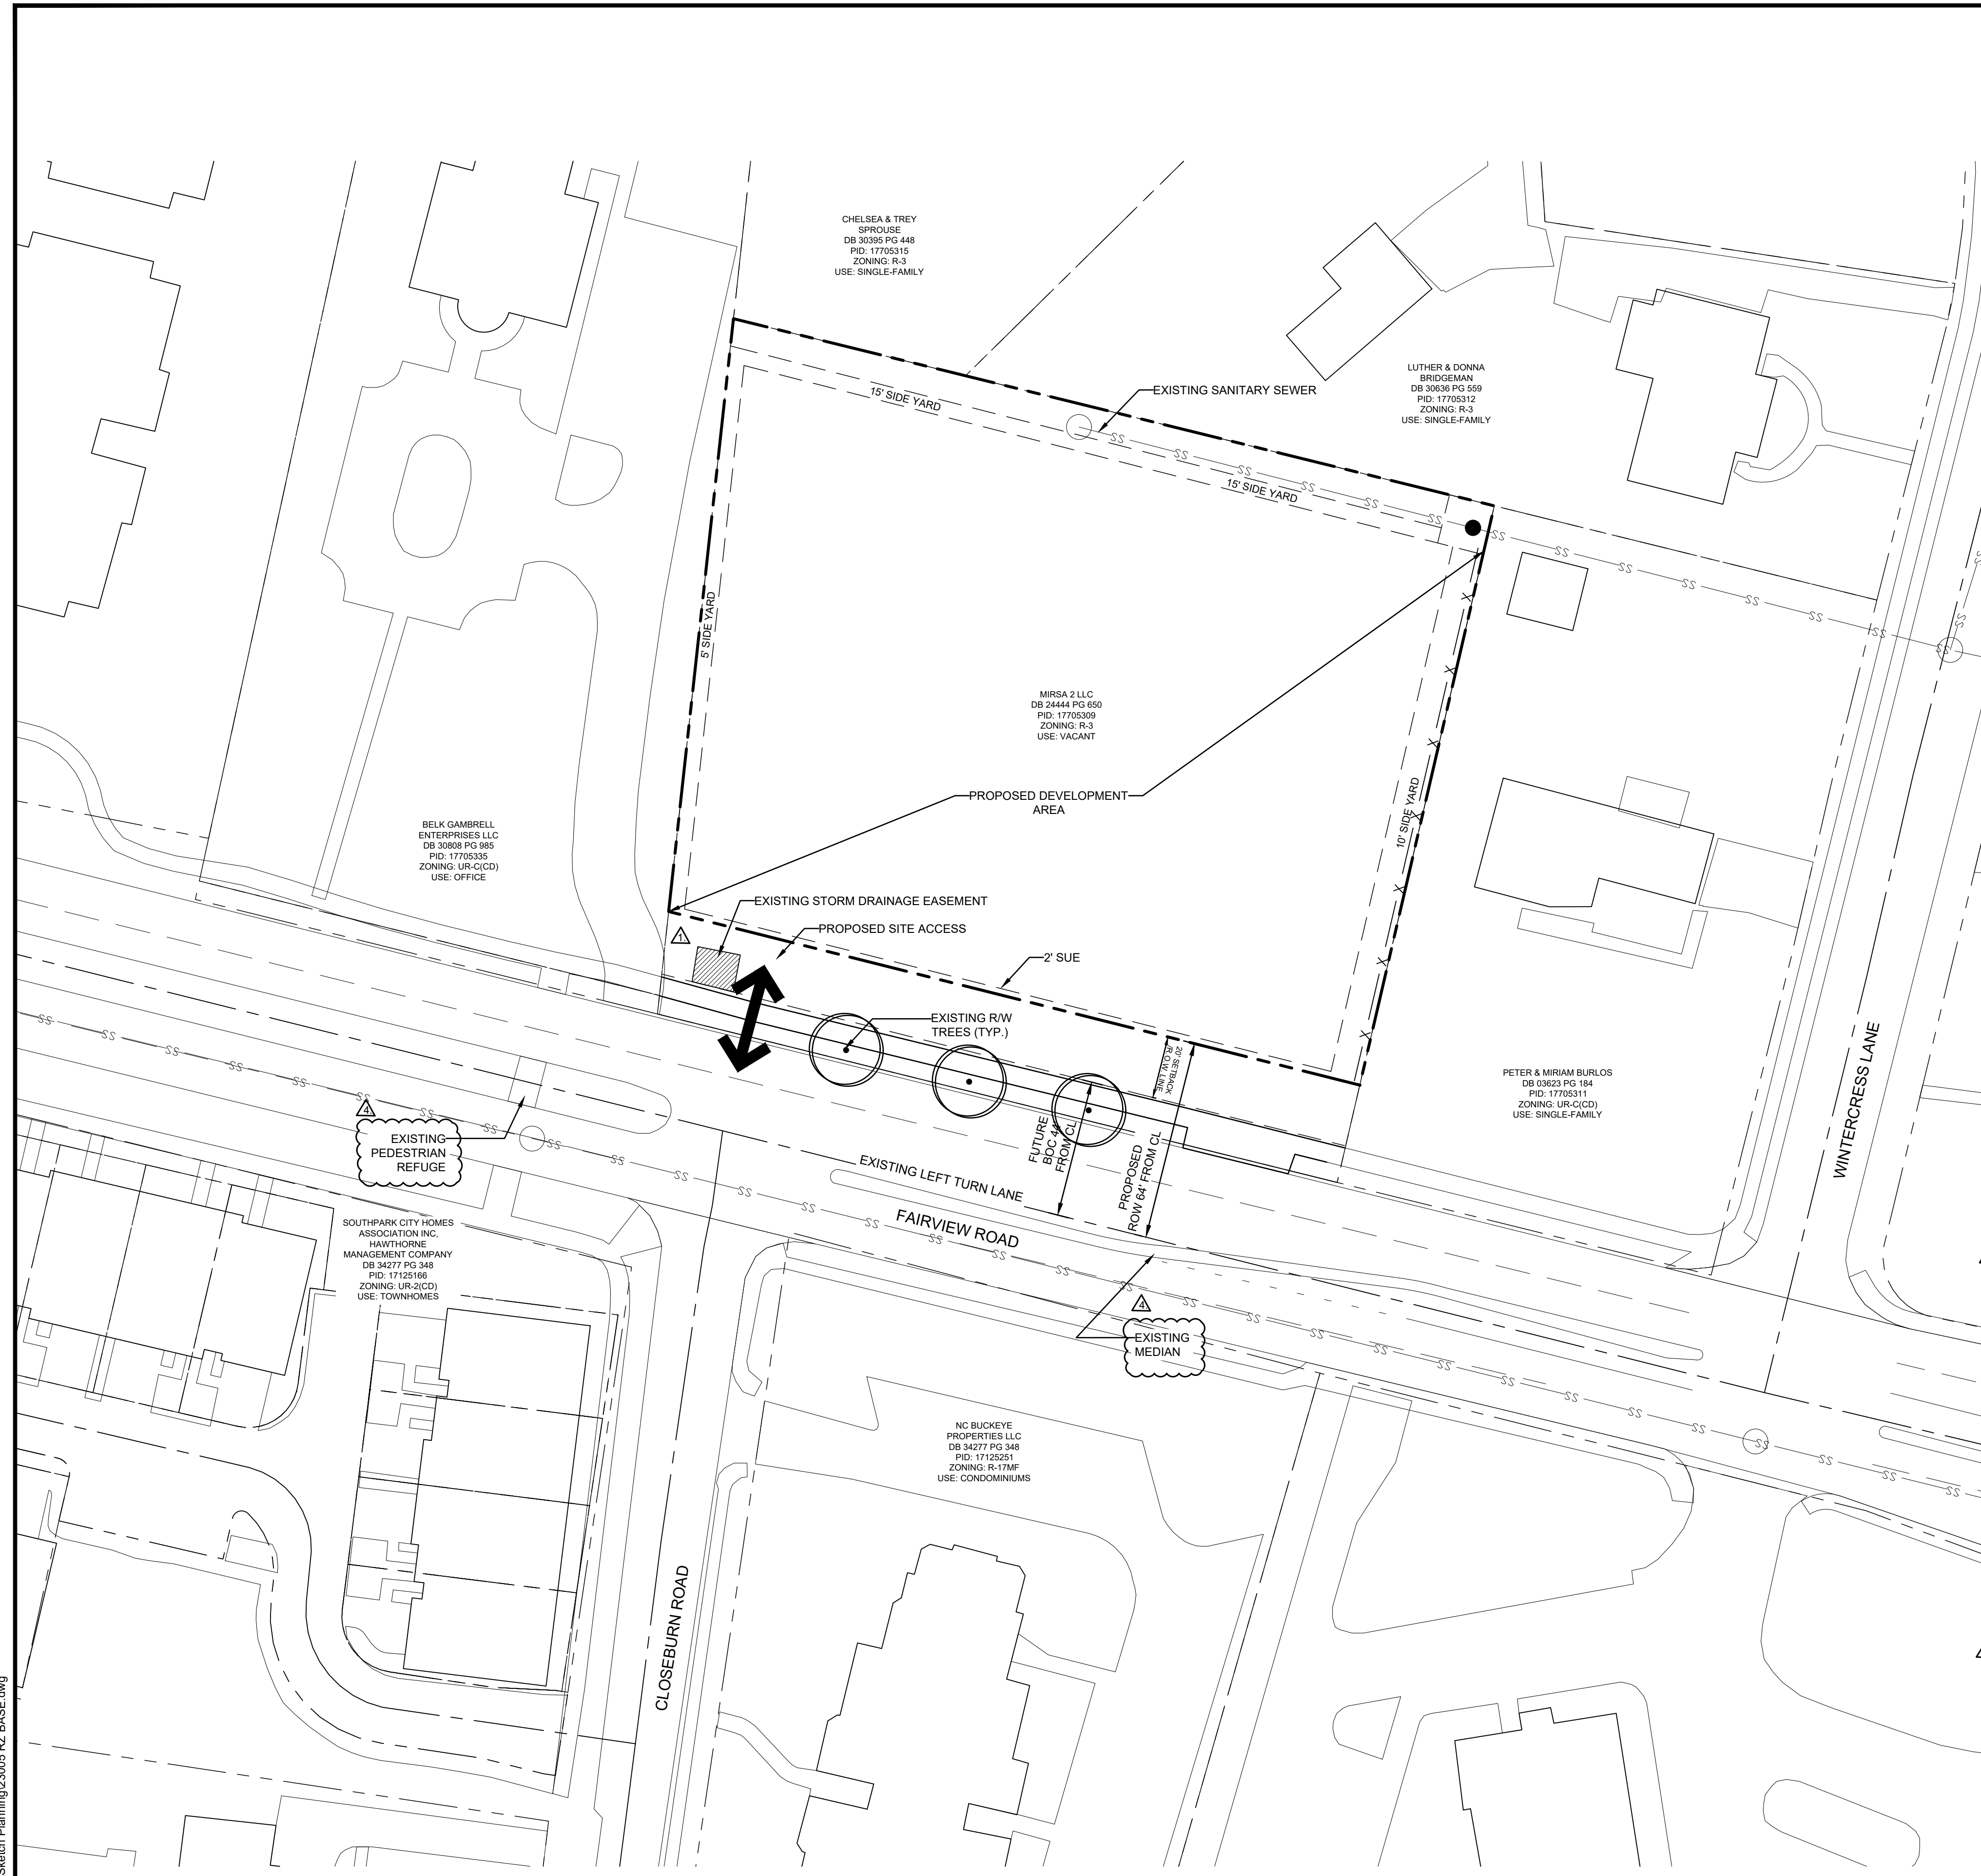 CHELSEA & TREY
SPROUSE
DB 30395 PG 448
PID: 17705315
ZONING: R-3
USE: SINGLE-FAMILY
LUTHER & DONNA
BRIDGEMAN
DB 30636 PG 559
PID: 17705312
ZONING: R-3
USE: SINGLE-FAMILY
EXISTING SANITARY SEWER
15' SIDE YARD
15' SIDE YARD
5' SIDE YARD
10' SIDE YARD
MIRSA 2 LLC
DB 24444 PG 650
PID: 17705309
ZONING: R-3
USE: VACANT
PROPOSED DEVELOPMENT
AREA
BELK GAMBRELL
ENTERPRISES LLC
DB 30808 PG 985
PID: 17705335
ZONING: UR-C(CD)
USE: OFFICE
EXISTING STORM DRAINAGE EASEMENT
1
PROPOSED SITE ACCESS
2' SUE
EXISTING R/W
TREES (TYP.)
20' SETBACK
/R.O.W. LINE
PETER & MIRIAM BURLOS
DB 03623 PG 184
PID: 17705311
ZONING: UR-C(CD)
USE: SINGLE-FAMILY
WINTERCRESS LANE
4
EXISTING
PEDESTRIAN
REFUGE
FUTURE
BOC 44'
FROM CL
PROPOSED
ROW 64' FROM CL
EXISTING LEFT TURN LANE
FAIRVIEW ROAD
SOUTHPARK CITY HOMES
ASSOCIATION INC,
HAWTHORNE
MANAGEMENT COMPANY
DB 34277 PG 348
PID: 17125166
ZONING: UR-2(CD)
USE: TOWNHOMES
4
EXISTING
MEDIAN
NC BUCKEYE
PROPERTIES LLC
DB 34277 PG 348
PID: 17125251
ZONING: R-17MF
USE: CONDOMINIUMS
CLOSEBURN ROAD